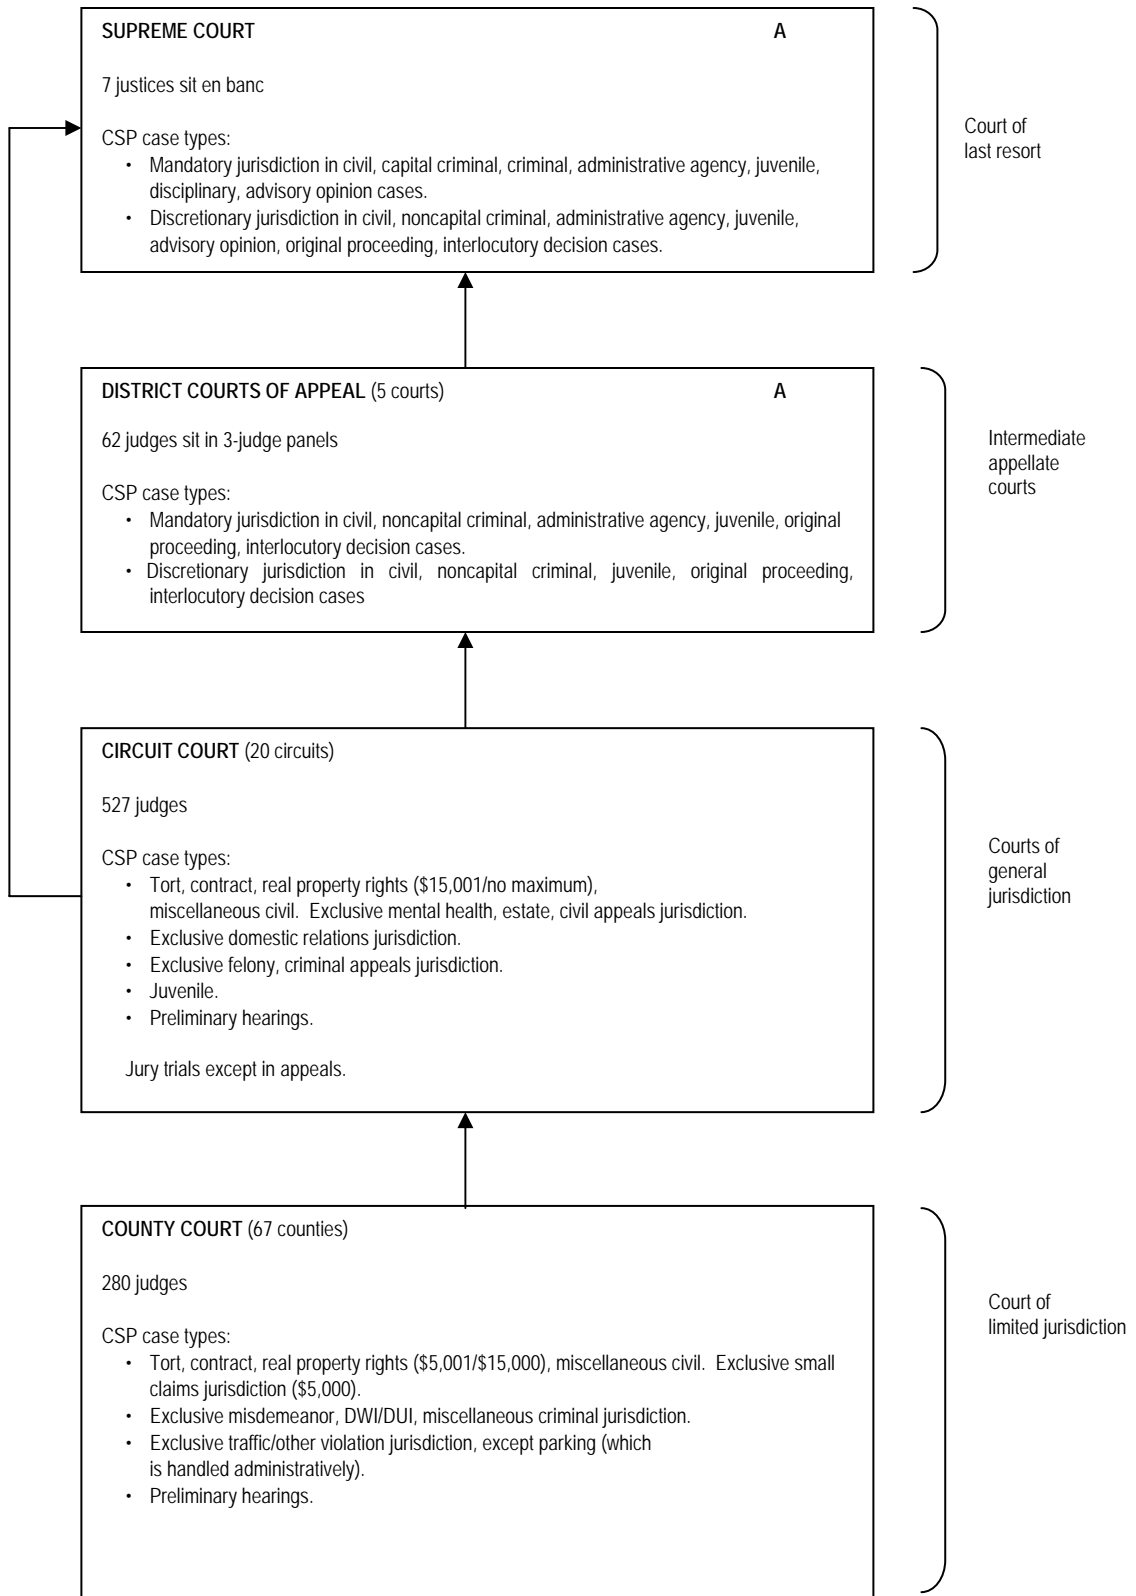 SUPREME COURT A
7 justices sit en banc
CSP case types:
• Mandatory jurisdiction in civil, capital criminal, criminal, administrative agency, juvenile,
disciplinary, advisory opinion cases.
• Discretionary jurisdiction in civil, noncapital criminal, administrative agency, juvenile,
advisory opinion, original proceeding, interlocutory decision cases.
Court of
last resort
DISTRICT COURTS OF APPEAL (5 courts) A
62 judges sit in 3-judge panels
CSP case types:
• Mandatory jurisdiction in civil, noncapital criminal, administrative agency, juvenile, original
proceeding, interlocutory decision cases.
• Discretionary jurisdiction in civil, noncapital criminal, juvenile, original proceeding,
interlocutory decision cases
Intermediate
appellate
courts
CIRCUIT COURT (20 circuits)
527 judges
CSP case types:
• Tort, contract, real property rights ($15,001/no maximum),
miscellaneous civil. Exclusive mental health, estate, civil appeals jurisdiction.
• Exclusive domestic relations jurisdiction.
• Exclusive felony, criminal appeals jurisdiction.
• Juvenile.
• Preliminary hearings.
Jury trials except in appeals.
Courts of
general
jurisdiction
COUNTY COURT (67 counties)
280 judges
CSP case types:
• Tort, contract, real property rights ($5,001/$15,000), miscellaneous civil. Exclusive small
claims jurisdiction ($5,000).
• Exclusive misdemeanor, DWI/DUI, miscellaneous criminal jurisdiction.
• Exclusive traffic/other violation jurisdiction, except parking (which
is handled administratively).
• Preliminary hearings.
Court of
limited jurisdiction